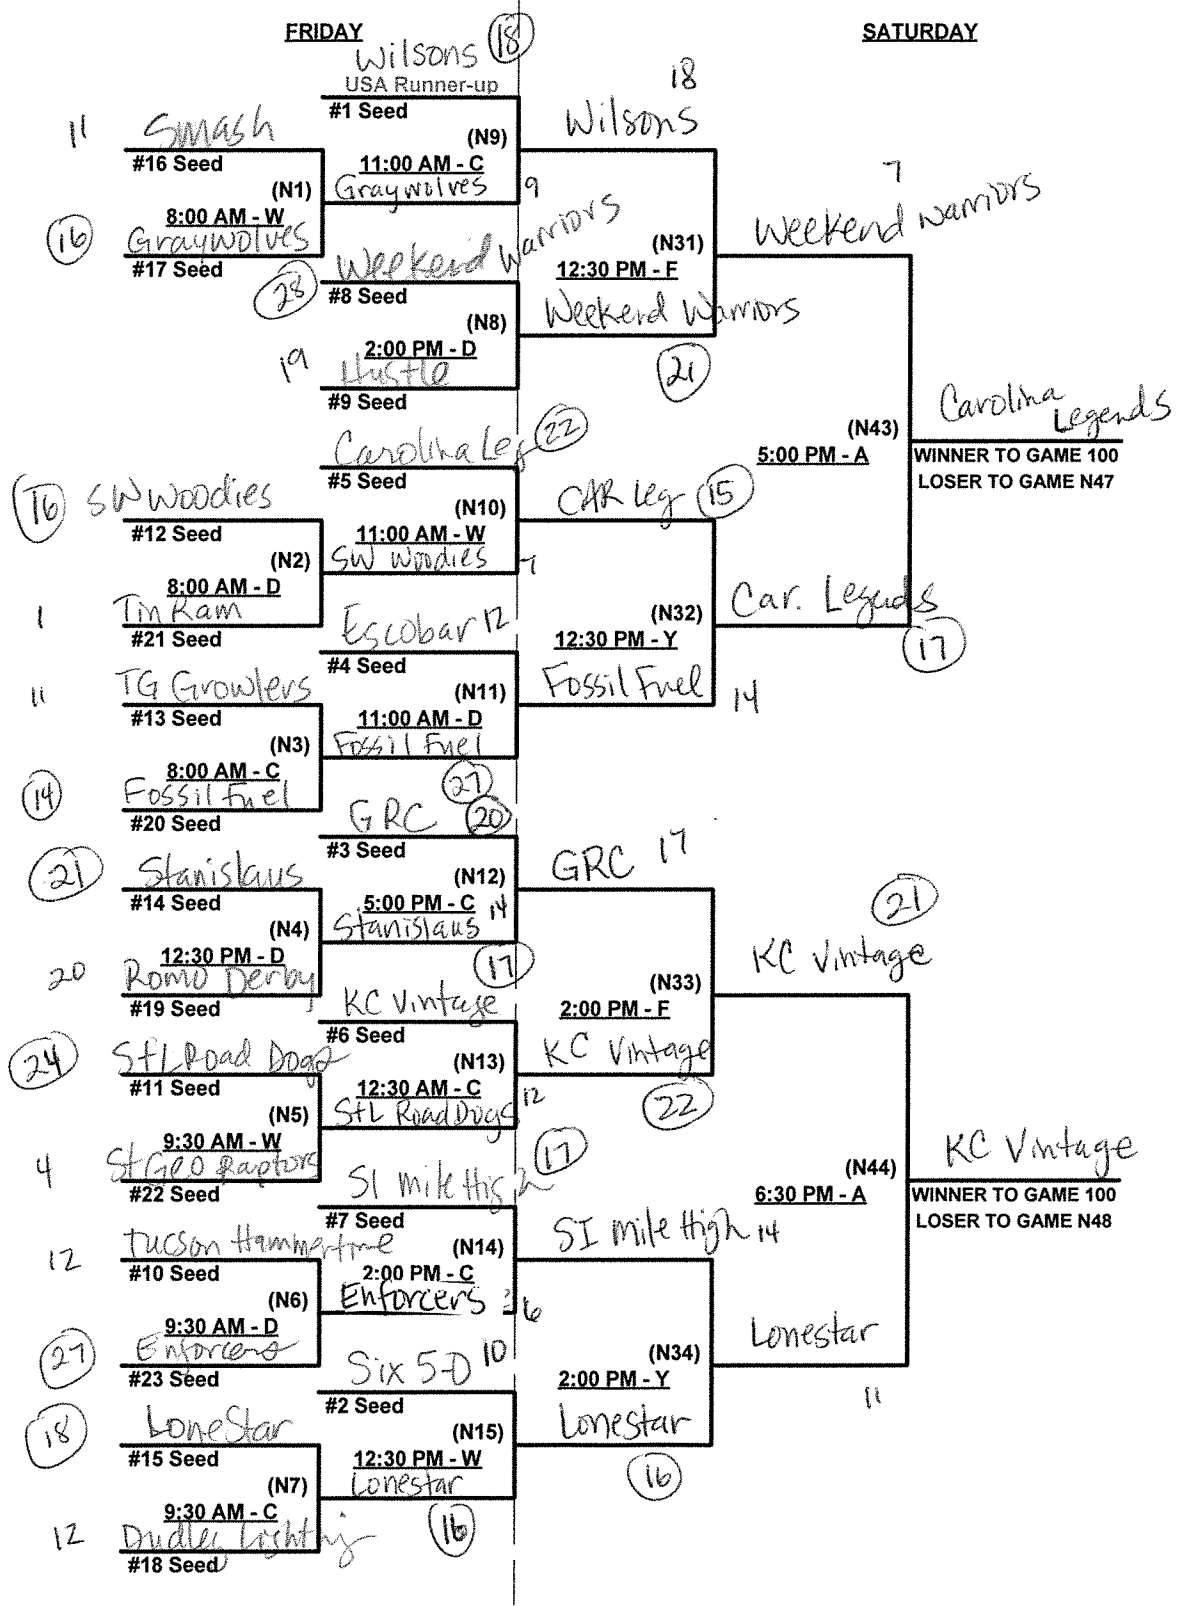 FRIDAY
SATURDAY
Wilsons 18
USA Runner-up
#1 Seed
18
Wilsons
11 Smash
#16 Seed
(N9)
11:00 AM - C
(N1)
Graywolves 9
8:00 AM - W
16 Graywolves
#17 Seed
7
Weekend Warriors
(N31)
12:30 PM - F
Weekend Warriors
28
#8 Seed
(N8)
Weekend Warriors
21
2:00 PM - D
19 Hustle
#9 Seed
Carolina Legends
(N43)
5:00 PM - A
WINNER TO GAME 100
LOSER TO GAME N47
Carolina Leg 22
#5 Seed
16 SW Woodies
#12 Seed
(N10)
11:00 AM - W
CAR Leg 15
(N2)
SW Woodies 7
8:00 AM - D
1 Tin Ram
#21 Seed
Escobar 12
#4 Seed
(N32)
12:30 PM - Y
Car. Legends
17
11 TG Growlers
#13 Seed
(N11)
11:00 AM - D
Fossil Fuel 14
(N3)
Fossil Fuel
27
8:00 AM - C
14 Fossil Fuel
#20 Seed
GRC 20
#3 Seed
GRC 17
21 Stanislaus
#14 Seed
(N12)
5:00 PM - C
(N4)
Stanislaus 14
12:30 PM - D
20 Romo Derby
#19 Seed
21
KC Vintage
(N33)
2:00 PM - F
17
KC Vintage
#6 Seed
KC Vintage
22
24 StL Road Dogz
#11 Seed
(N13)
12:30 AM - C
(N5)
StL Road Dogs 12
9:30 AM - W
4 St Geo Raptors
#22 Seed
KC Vintage
(N44)
6:30 PM - A
WINNER TO GAME 100
LOSER TO GAME N48
17
SI Mile High
#7 Seed
SI Mile High 14
12 Tucson Hammertime
#10 Seed
(N14)
2:00 PM - C
(N6)
Enforcers 6
9:30 AM - D
27 Enforcers
#23 Seed
Lonestar
11
(N34)
2:00 PM - Y
Six 5-0 10
#2 Seed
Lonestar
16
18 LoneStar
#15 Seed
(N15)
12:30 PM - W
(N7)
Lonestar
16
9:30 AM - C
12 Dudley
#18 Seed